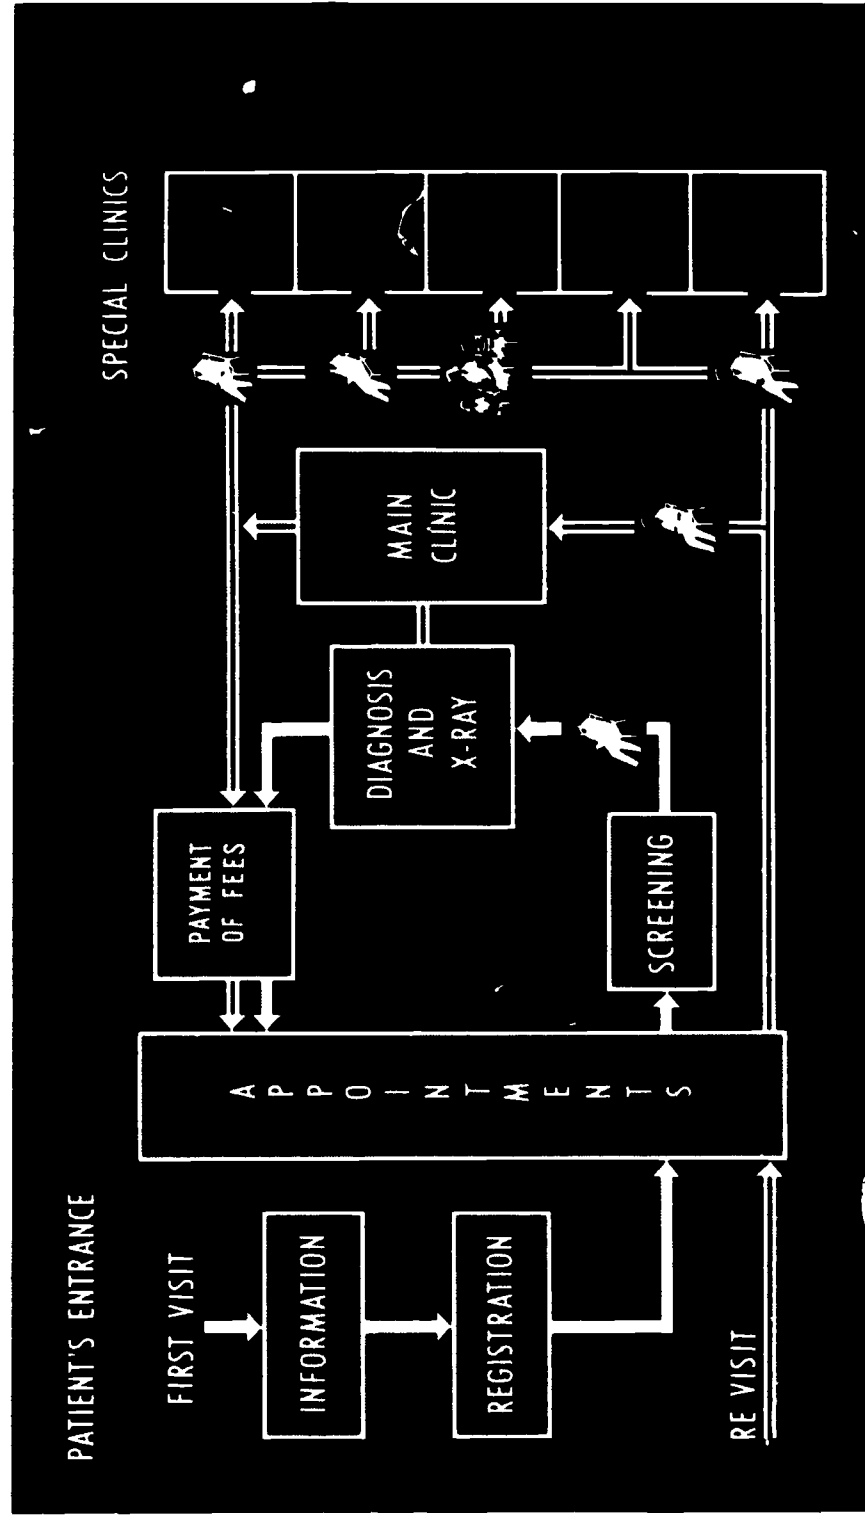 PATIENT'S ENTRANCE
SPECIAL CLINICS
FIRST VISIT
INFORMATION
REGISTRATION
RE VISIT
APPOINTMENTS
PAYMENT
OF FEES
SCREENING
DIAGNOSIS
AND
X-RAY
MAIN
CLINIC